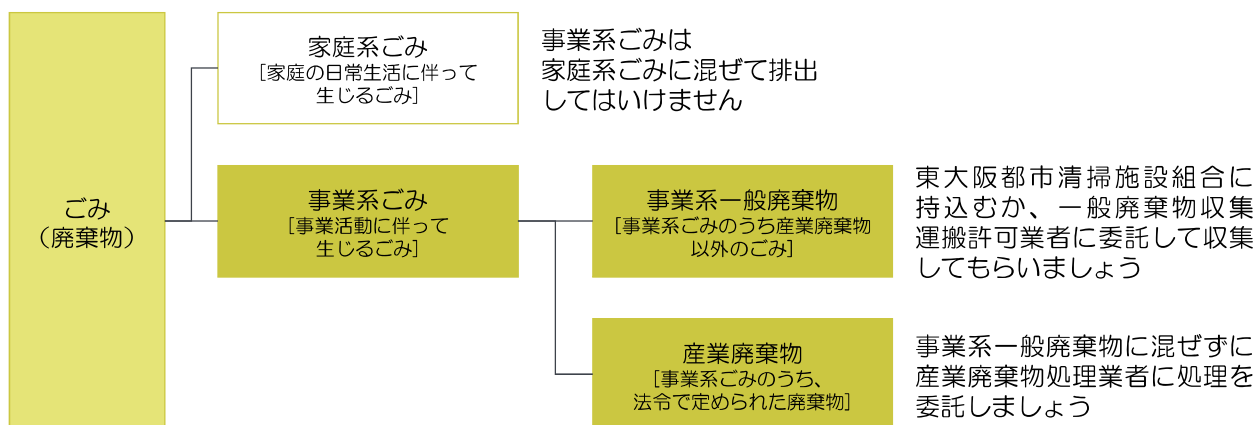 ごみ
（廃棄物）
家庭系ごみ
［家庭の日常生活に伴って
生じるごみ］
事業系ごみは
家庭系ごみに混ぜて排出
してはいけません
事業系ごみ
［事業活動に伴って
生じるごみ］
事業系一般廃棄物
［事業系ごみのうち産業廃棄物
以外のごみ］
東大阪都市清掃施設組合に
持込むか、一般廃棄物収集
運搬許可業者に委託して収集
してもらいましょう
産業廃棄物
［事業系ごみのうち、
法令で定められた廃棄物］
事業系一般廃棄物に混ぜずに
産業廃棄物処理業者に処理を
委託しましょう